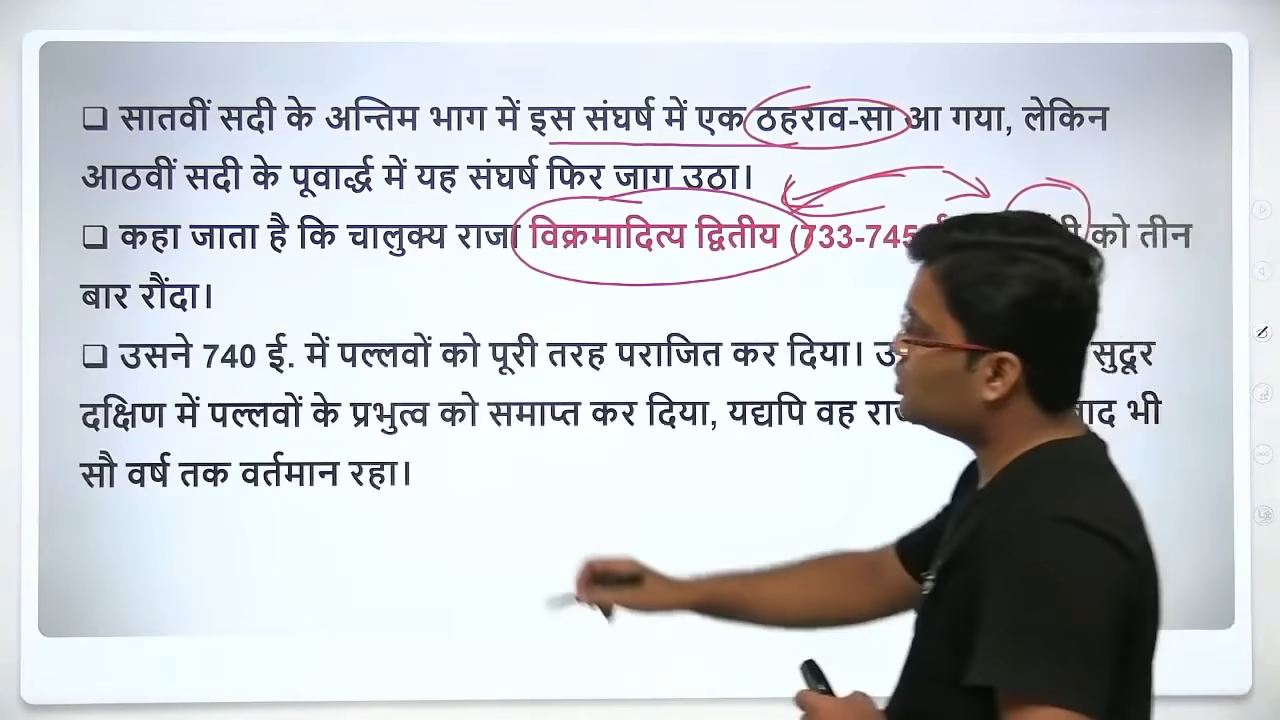 ❑ सातवीं सदी के अन्तिम भाग में इस संघर्ष में एक ठहराव-सा आ गया, लेकिन
आठवीं सदी के पूवार्द्ध में यह संघर्ष फिर जाग उठा।
❑ कहा जाता है कि चालुक्य राजा विक्रमादित्य द्वितीय (733-745 को तीन
बार रौंदा।
❑ उसने 740 ई. में पल्लवों को पूरी तरह पराजित कर दिया। सुदूर
दक्षिण में पल्लवों के प्रभुत्व को समाप्त कर दिया, यद्यपि वह भी
सौ वर्ष तक वर्तमान रहा।